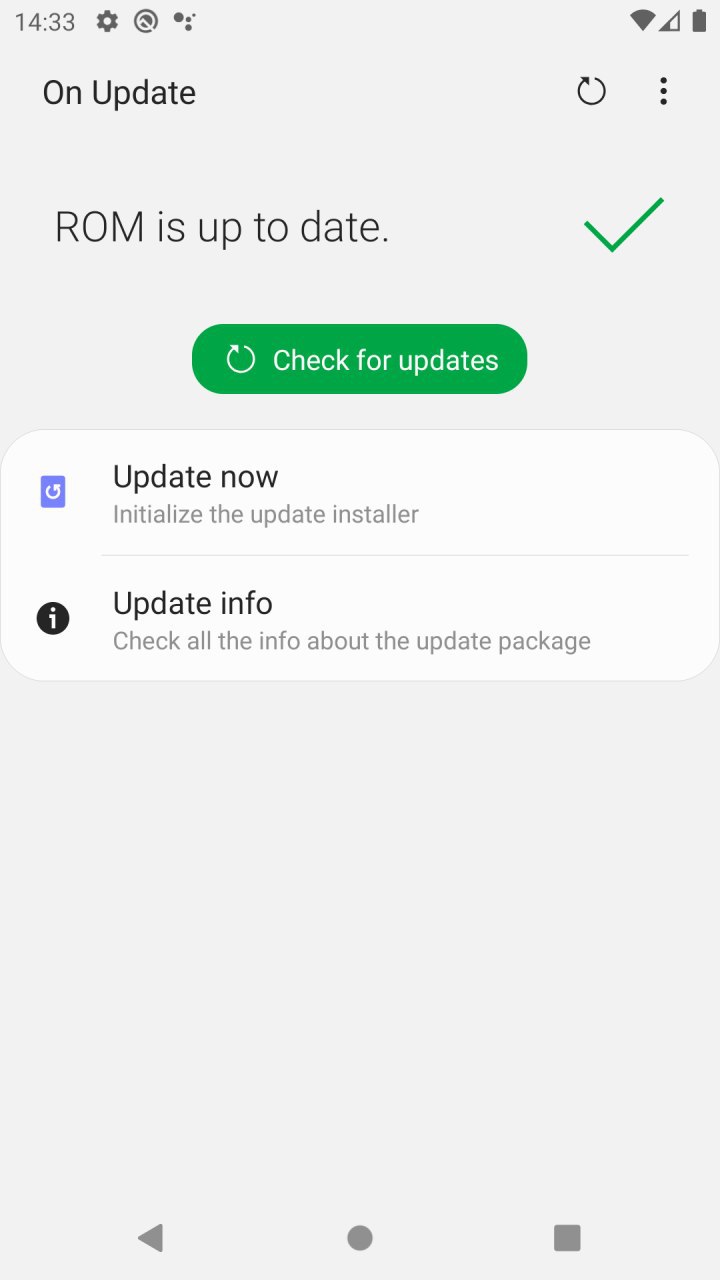 14:33
On Update
ROM is up to date.
Check for updates
Update now
Initialize the update installer
Update info
Check all the info about the update package